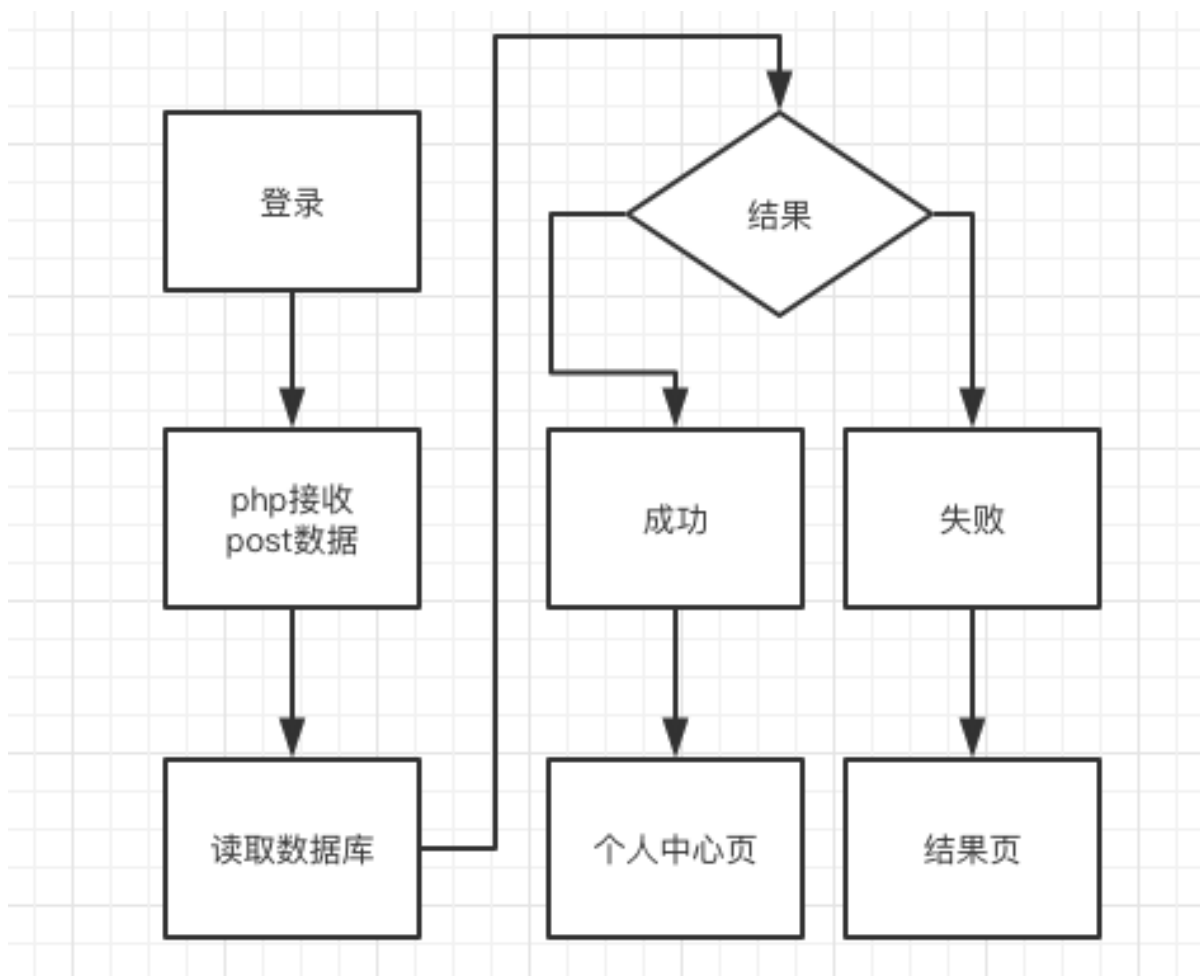 登录
php接收
post数据
读取数据库
结果
成功
失败
个人中心页
结果页